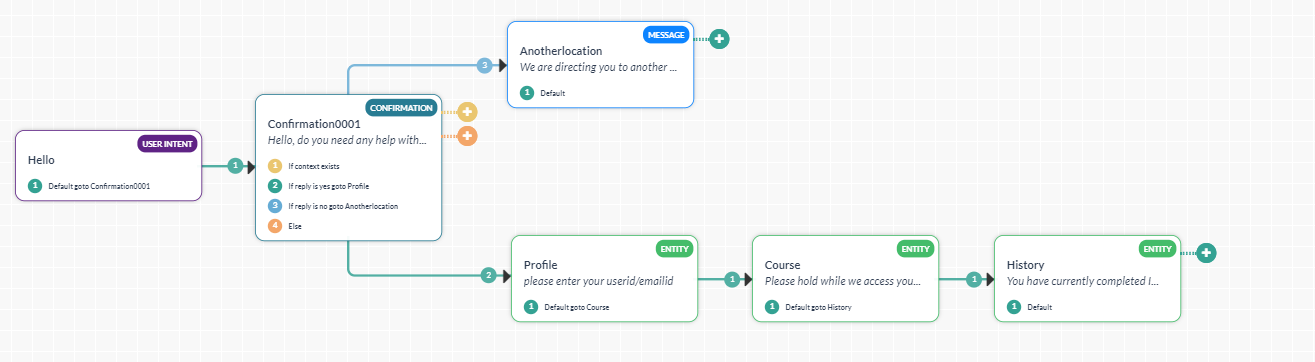 MESSAGE
Anotherlocation
We are directing you to another ...
1 Default
3
CONFIRMATION
Confirmation0001
Hello, do you need any help with...
1 If context exists
2 If reply is yes goto Profile
3 If reply is no goto Anotherlocation
4 Else
USER INTENT
Hello
1 Default goto Confirmation0001
1
2
ENTITY
Profile
please enter your userid/emailid
1 Default goto Course
1
ENTITY
Course
Please hold while we access you...
1 Default goto History
1
ENTITY
History
You have currently completed I...
1 Default